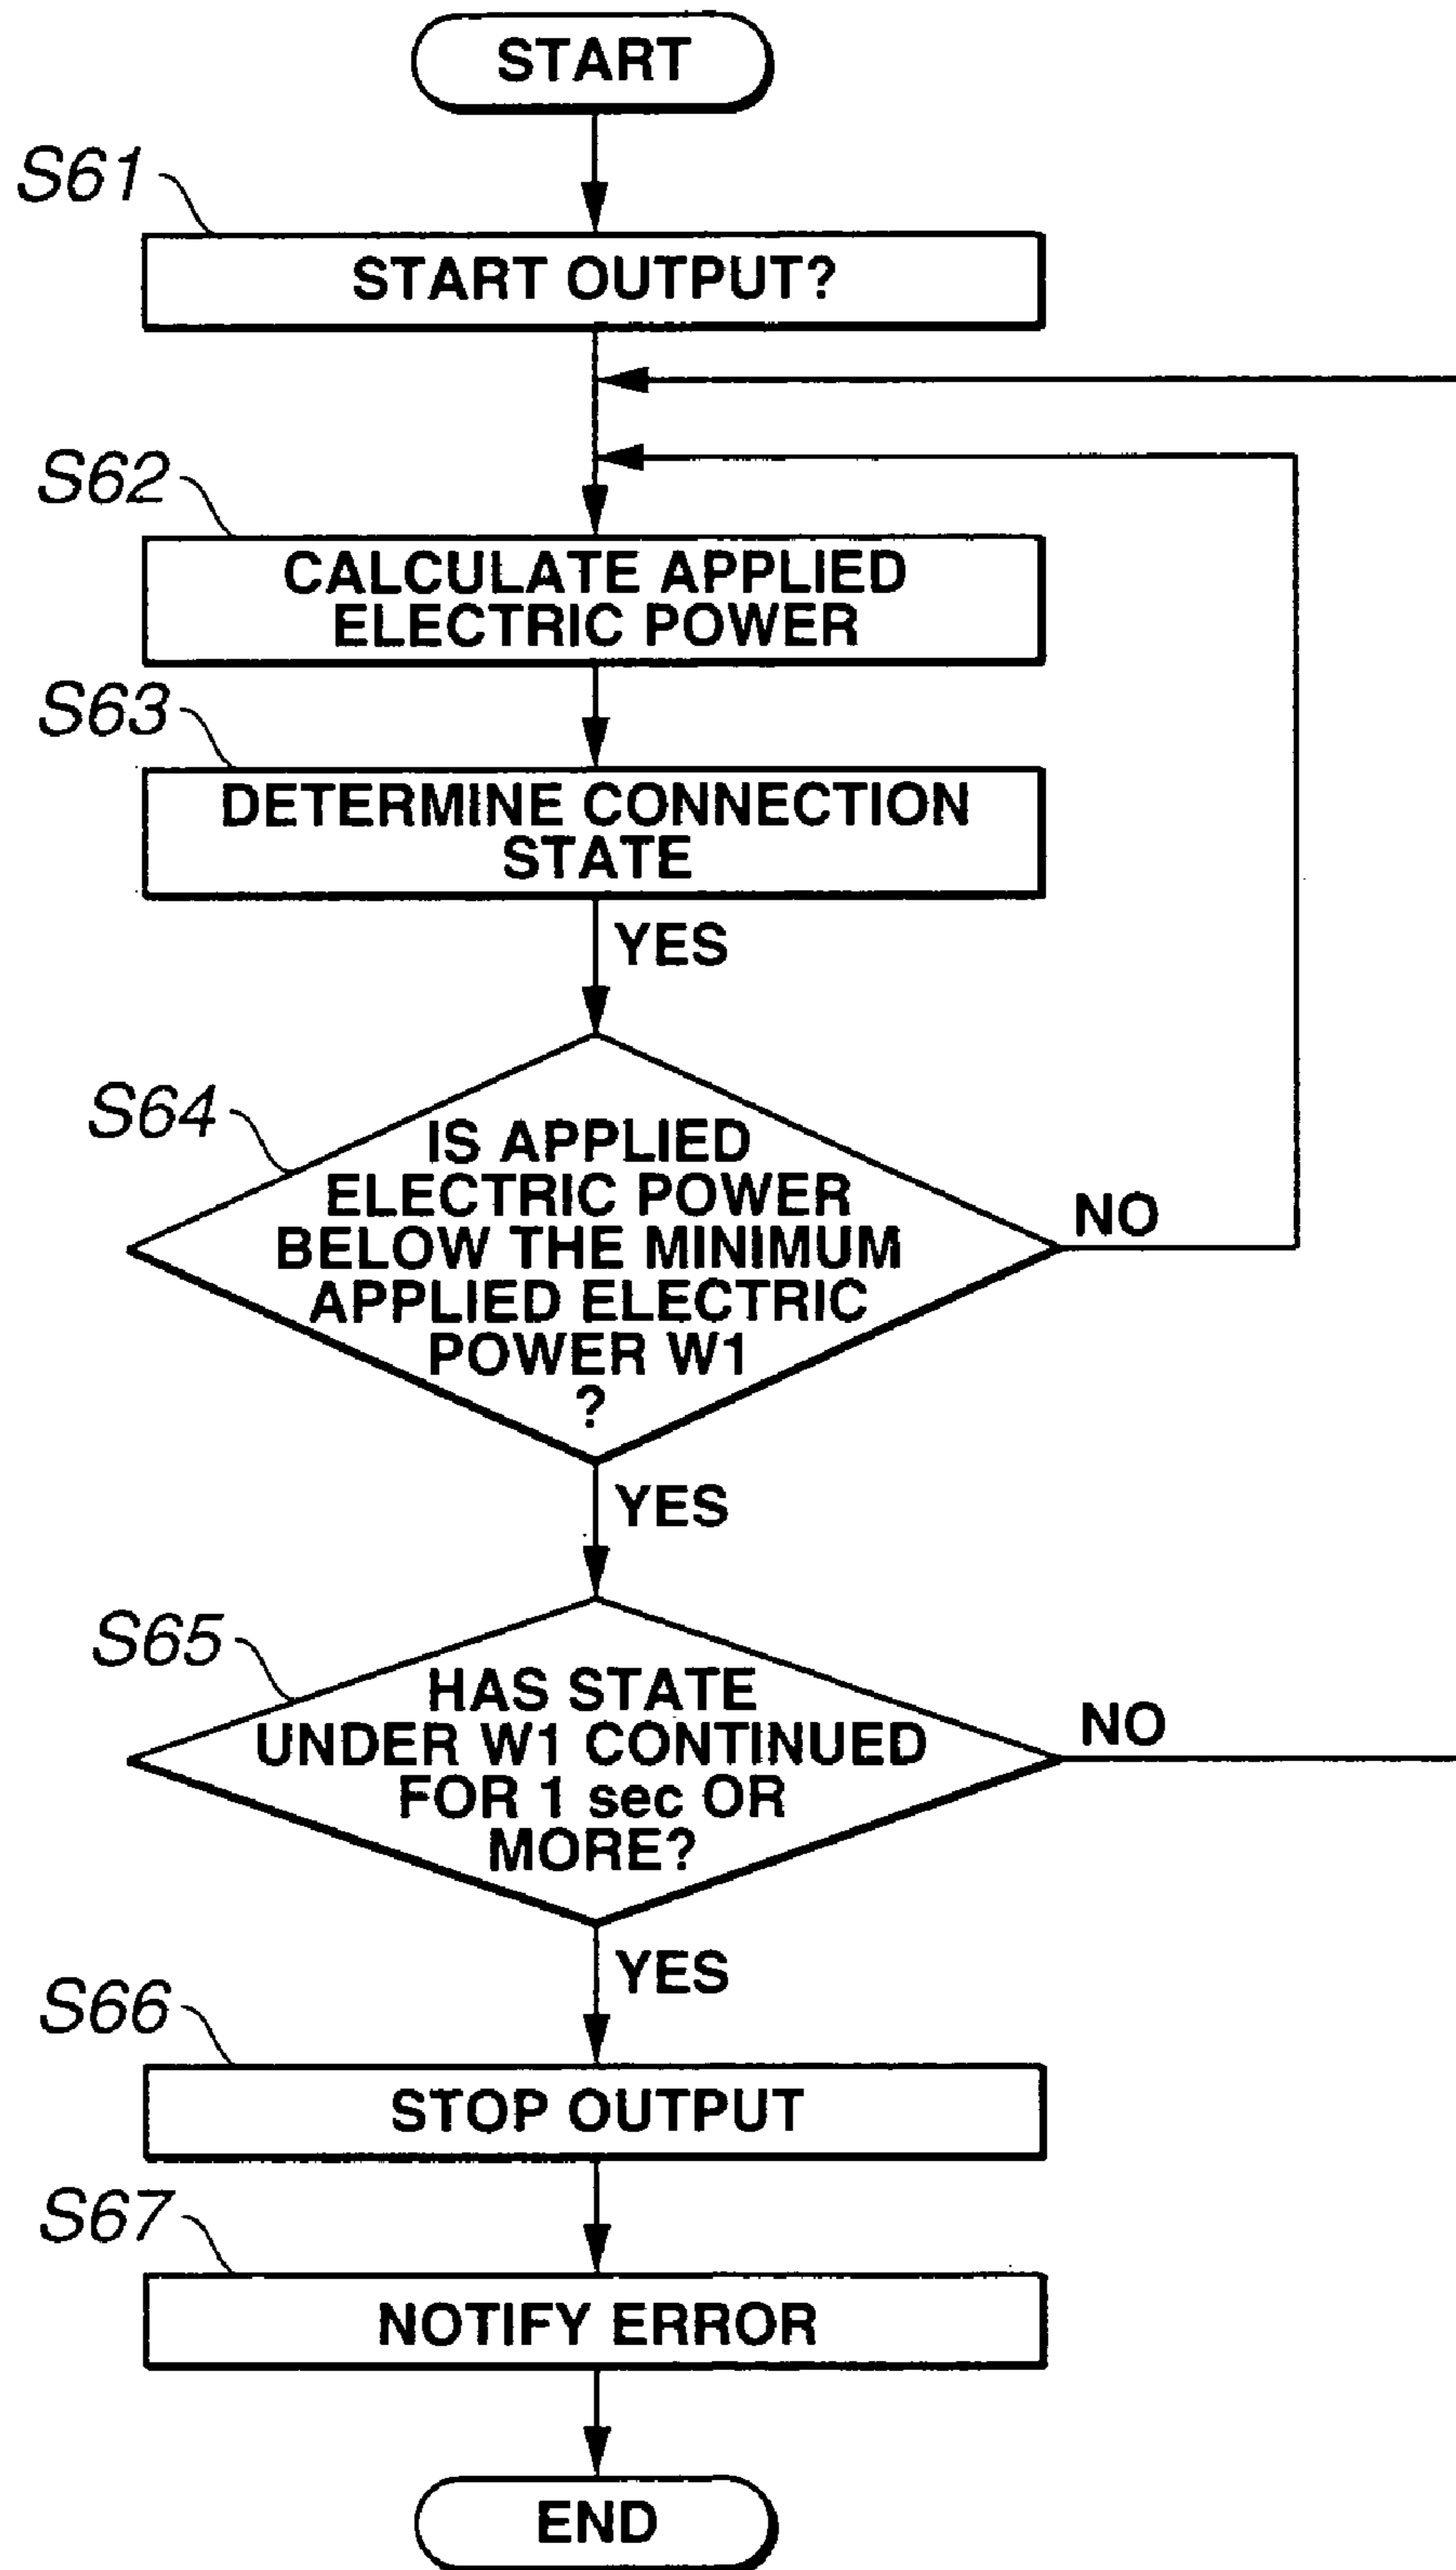 START
S61
START OUTPUT?
S62
CALCULATE APPLIED
ELECTRIC POWER
S63
DETERMINE CONNECTION
STATE
YES
S64
IS APPLIED
ELECTRIC POWER
BELOW THE MINIMUM
APPLIED ELECTRIC
POWER W1
?
NO
YES
S65
HAS STATE
UNDER W1 CONTINUED
FOR 1 sec OR
MORE?
NO
YES
S66
STOP OUTPUT
S67
NOTIFY ERROR
END